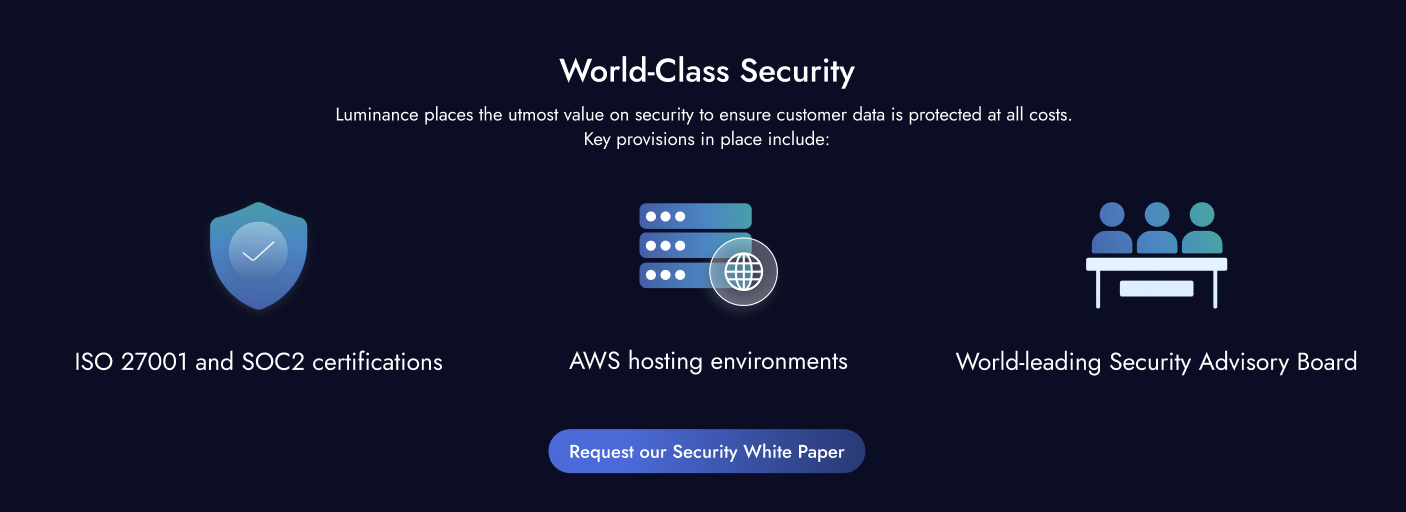 World-Class Security
Luminance places the utmost value on security to ensure customer data is protected at all costs.
Key provisions in place include:
ISO 27001 and SOC2 certifications
AWS hosting environments
World-leading Security Advisory Board
Request our Security White Paper